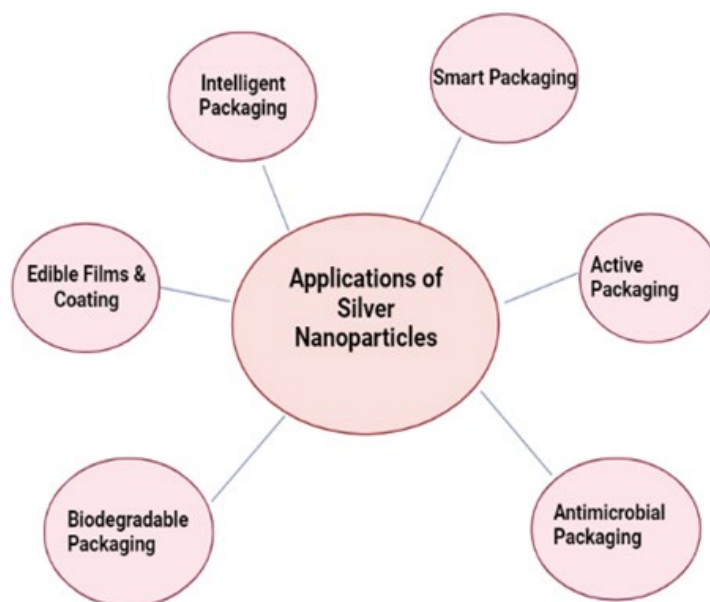 Intelligent
Packaging
Smart Packaging
Edible Films &
Coating
Applications of
Silver
Nanoparticles
Active
Packaging
Biodegradable
Packaging
Antimicrobial
Packaging